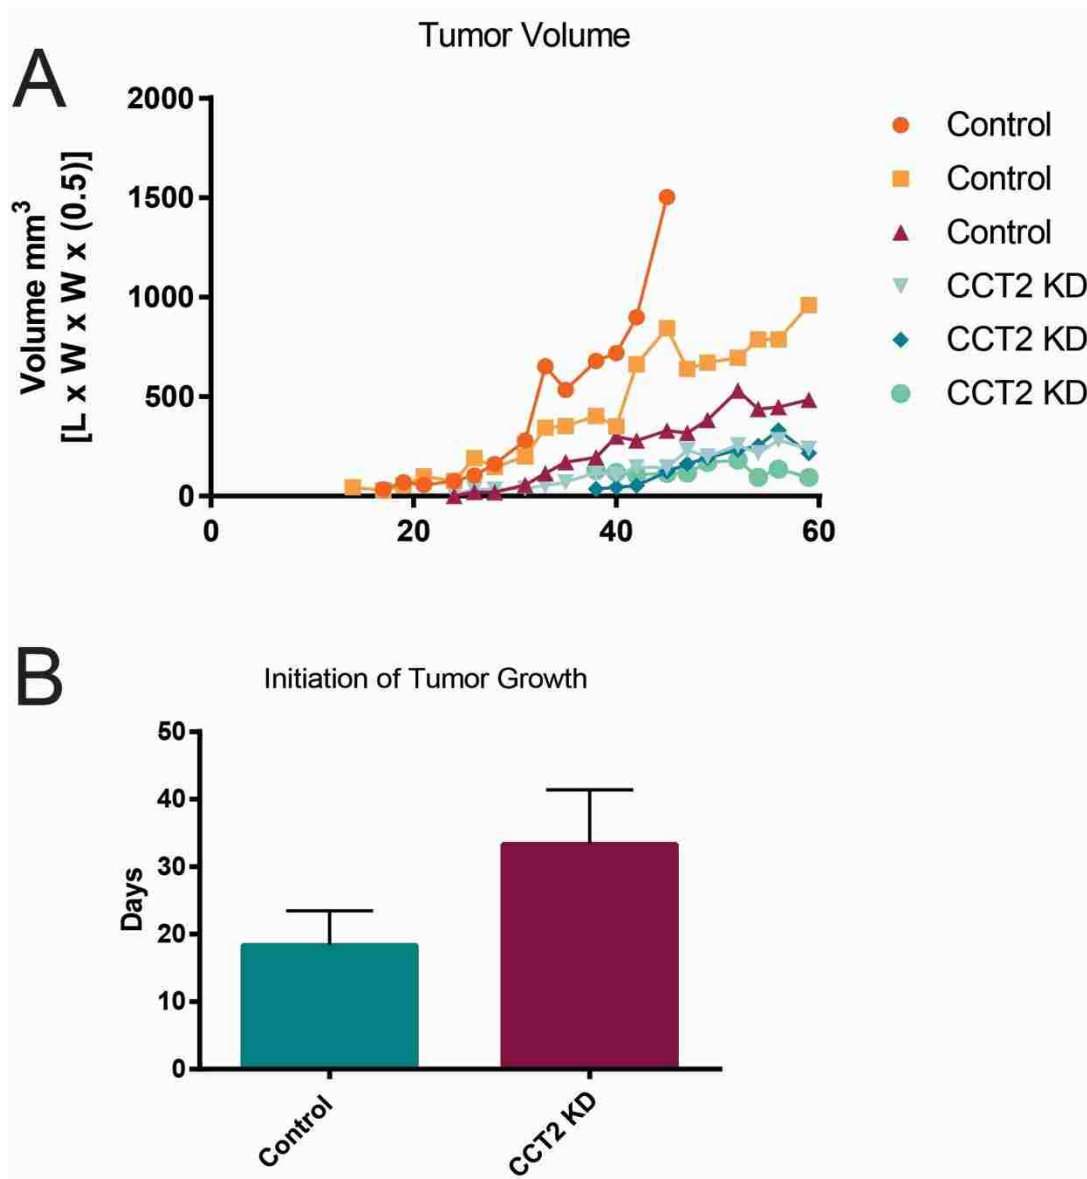 Tumor Volume
A
Volume mm³
[L x W x W x (0.5)]
2000
1500
1000
500
0
0 20 40 60
Control
Control
Control
CCT2 KD
CCT2 KD
CCT2 KD
B
Initiation of Tumor Growth
Days
50
40
30
20
10
0
Control
CCT2 KD